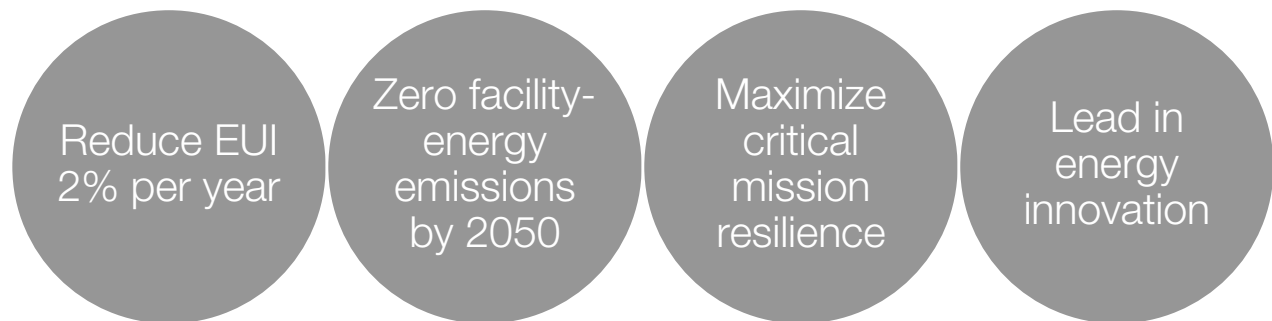 Reduce EUI
2% per year
Zero facility-
energy
emissions
by 2050
Maximize
critical
mission
resilience
Lead in
energy
innovation